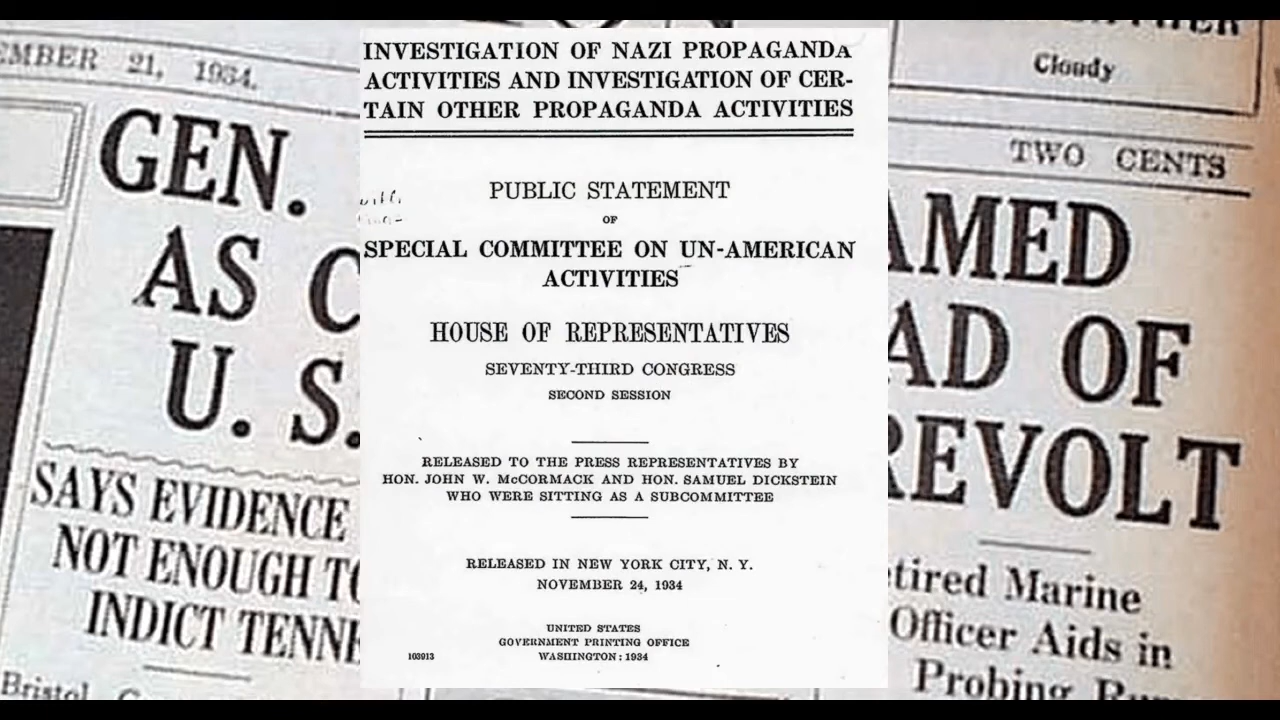 EMBER 21, 1934.
GEN.
AS C
U. S.
SAYS EVIDENCE
NOT ENOUGH TO
INDICT TENNE
Bristol
INVESTIGATION OF NAZI PROPAGANDA
ACTIVITIES AND INVESTIGATION OF CER-
TAIN OTHER PROPAGANDA ACTIVITIES
PUBLIC STATEMENT
OF
SPECIAL COMMITTEE ON UN-AMERICAN
ACTIVITIES
HOUSE OF REPRESENTATIVES
SEVENTY-THIRD CONGRESS
SECOND SESSION
RELEASED TO THE PRESS REPRESENTATIVES BY
HON. JOHN W. McCORMACK AND HON. SAMUEL DICKSTEIN
WHO WERE SITTING AS A SUBCOMMITTEE
RELEASED IN NEW YORK CITY, N. Y.
NOVEMBER 24, 1934
UNITED STATES
GOVERNMENT PRINTING OFFICE
103913 WASHINGTON : 1934
Cloudy
TWO CENTS
AMED
AD OF
REVOLT
tired Marine
Officer Aids in
Probing